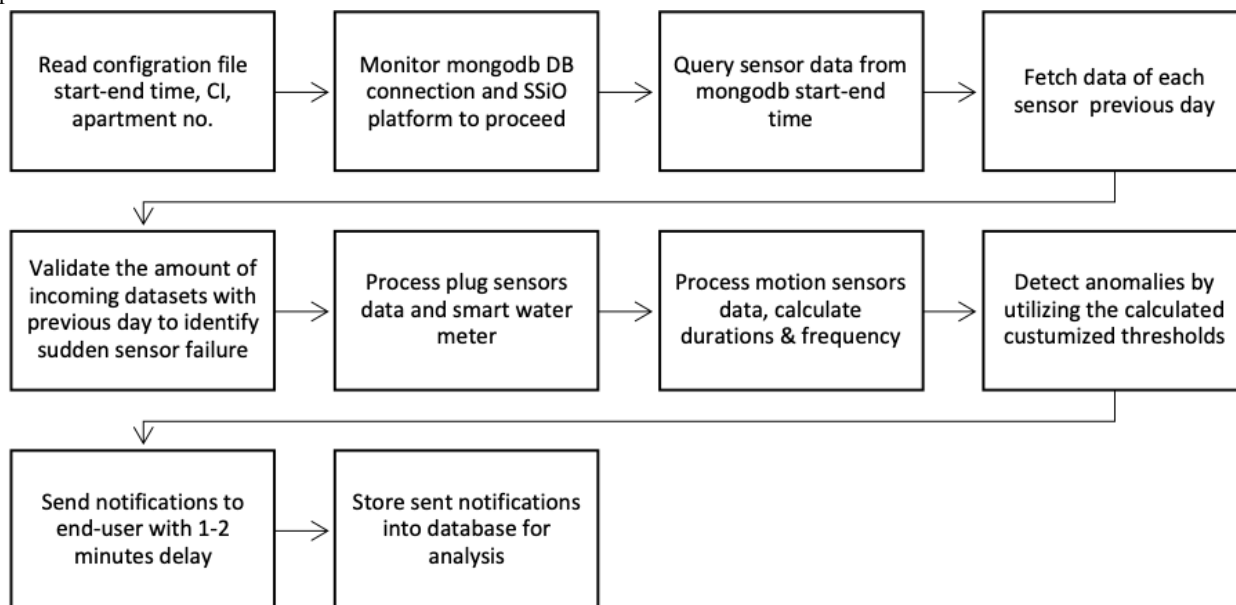 Read configration file
start-end time, CI,
apartment no.
Monitor mongodb DB
connection and SSiO
platform to proceed
Query sensor data from
mongodb start-end
time
Fetch data of each
sensor previous day
Validate the amount of
incoming datasets with
previous day to identify
sudden sensor failure
Process plug sensors
data and smart water
meter
Process motion sensors
data, calculate
durations & frequency
Detect anomalies by
utilizing the calculated
custumized thresholds
Send notifications to
end-user with 1-2
minutes delay
Store sent notifications
into database for
analysis